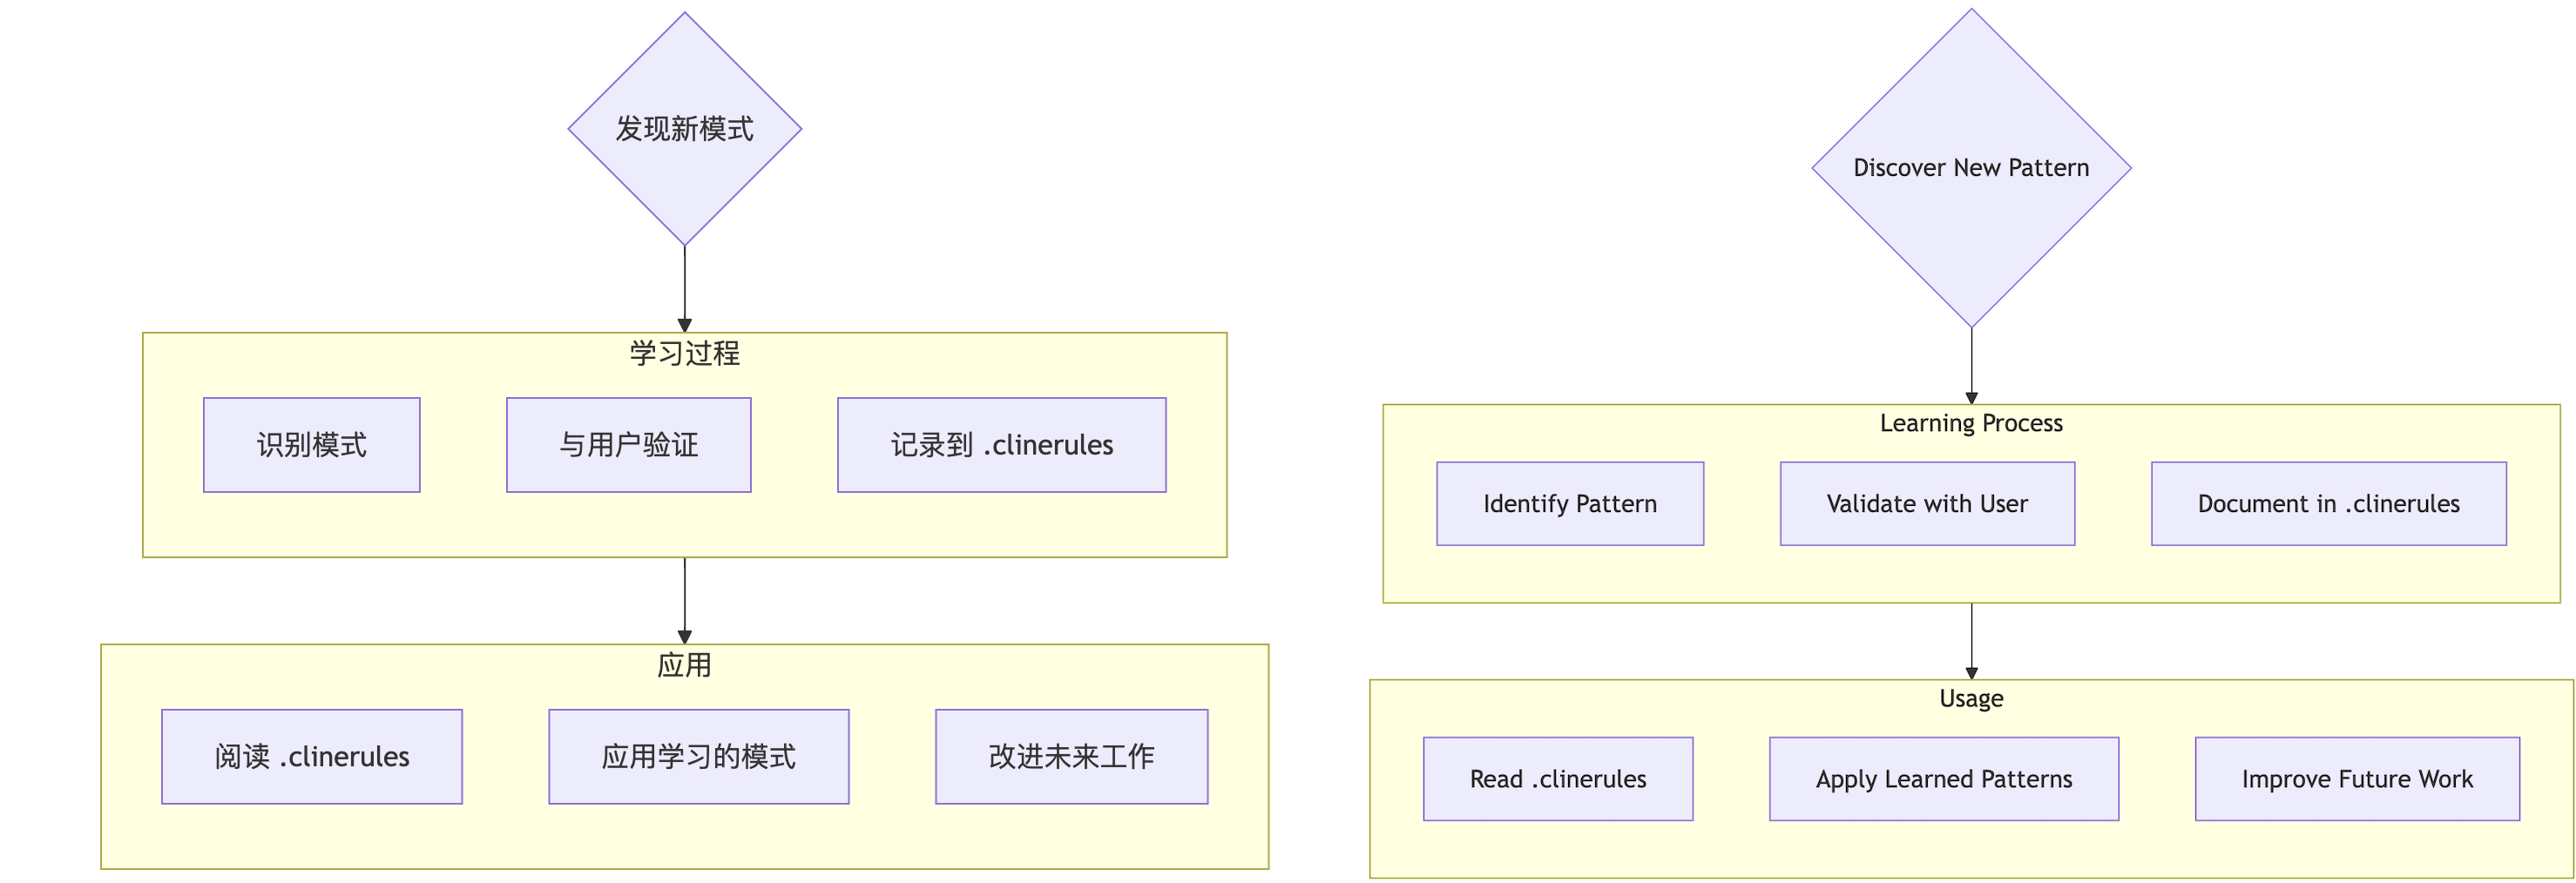 发现新模式
学习过程
识别模式
与用户验证
记录到 .clinerules
应用
阅读 .clinerules
应用学习的模式
改进未来工作
Discover New Pattern
Learning Process
Identify Pattern
Validate with User
Document in .clinerules
Usage
Read .clinerules
Apply Learned Patterns
Improve Future Work